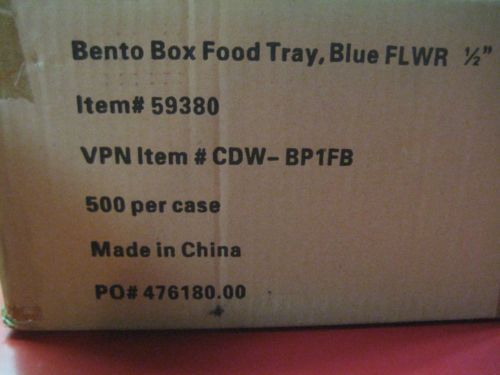 Bento Box Food Tray, Blue FLWR ½"
Item# 59380
VPN Item # CDW- BP1FB
500 per case
Made in China
PO# 476180.00